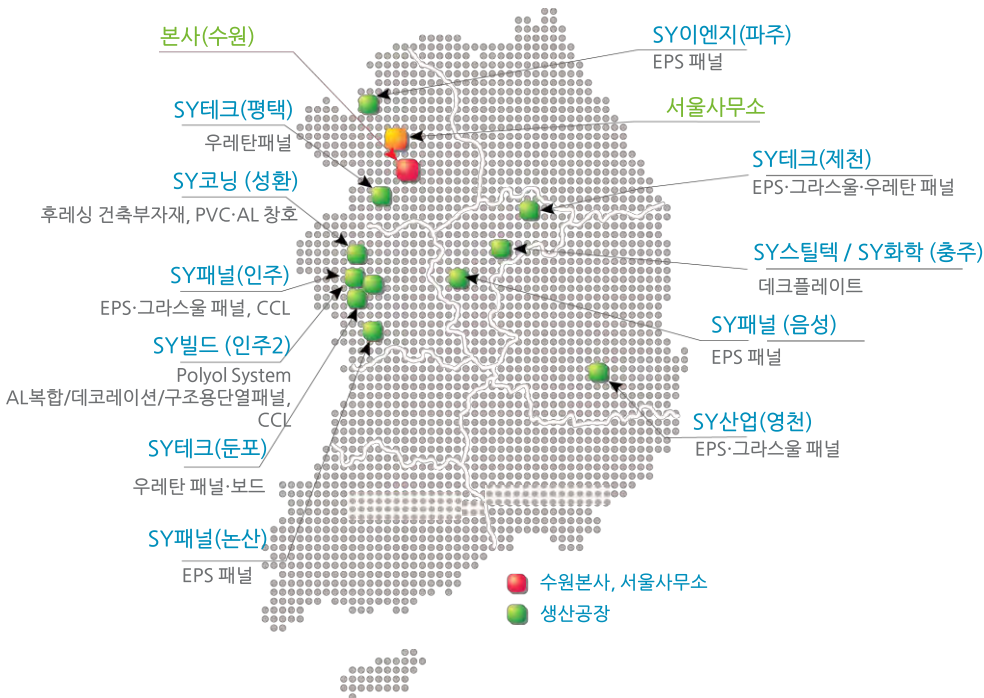 본사(수원)
SY이엔지(파주)
EPS 패널
SY테크(평택)
우레탄패널
서울사무소
SY코닝 (성환)
후레싱 건축부자재, PVC·AL 창호
SY테크(제천)
EPS·그라스울·우레탄 패널
SY패널(인주)
EPS·그라스울 패널, CCL
SY스틸텍 / SY화학 (충주)
데크플레이트
SY빌드 (인주2)
Polyol System
AL복합/데코레이션/구조용단열패널,
CCL
SY패널 (음성)
EPS 패널
SY테크(둔포)
우레탄 패널·보드
SY산업(영천)
EPS·그라스울 패널
SY패널(논산)
EPS 패널
수원본사, 서울사무소
생산공장